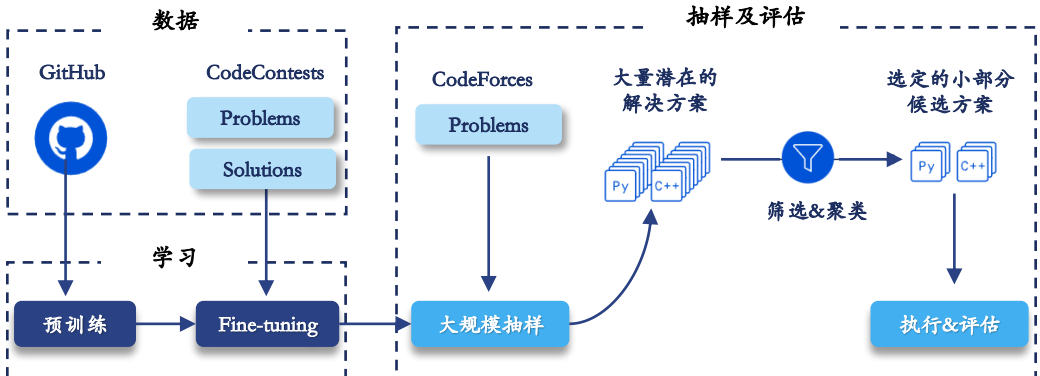 数据
GitHub
CodeContests
Problems
Solutions
学习
预训练
Fine-tuning
抽样及评估
CodeForces
Problems
大规模抽样
大量潜在的
解决方案
Py
C++
筛选&聚类
选定的小部分
候选方案
Py
C++
执行&评估